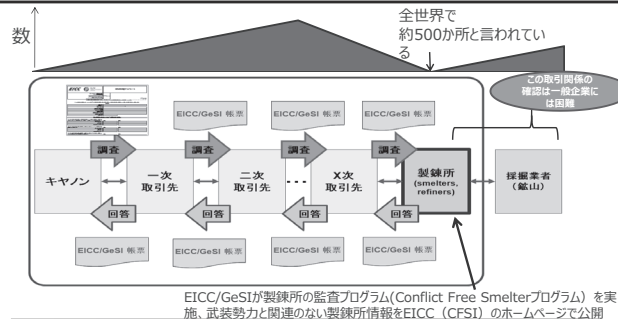 数
全世界で
約500か所と言われてい
る
この取引関係の
確認は一般企業に
は困難
EICC
EICC/GeSI 帳票
EICC/GeSI 帳票
EICC/GeSI 帳票
調査
調査
調査
調査
キヤノン
一次
取引先
二次
取引先
・・・
X次
取引先
製錬所
(smelters,
refiners)
採掘業者
(鉱山)
回答
回答
回答
回答
EICC/GeSI 帳票
EICC/GeSI 帳票
EICC/GeSI 帳票
EICC/GeSI 帳票
EICC/GeSIが製錬所の監査プログラム(Conflict Free Smelterプログラム）を実
施、武装勢力と関連のない製錬所情報をEICC（CFSI）のホームページで公開